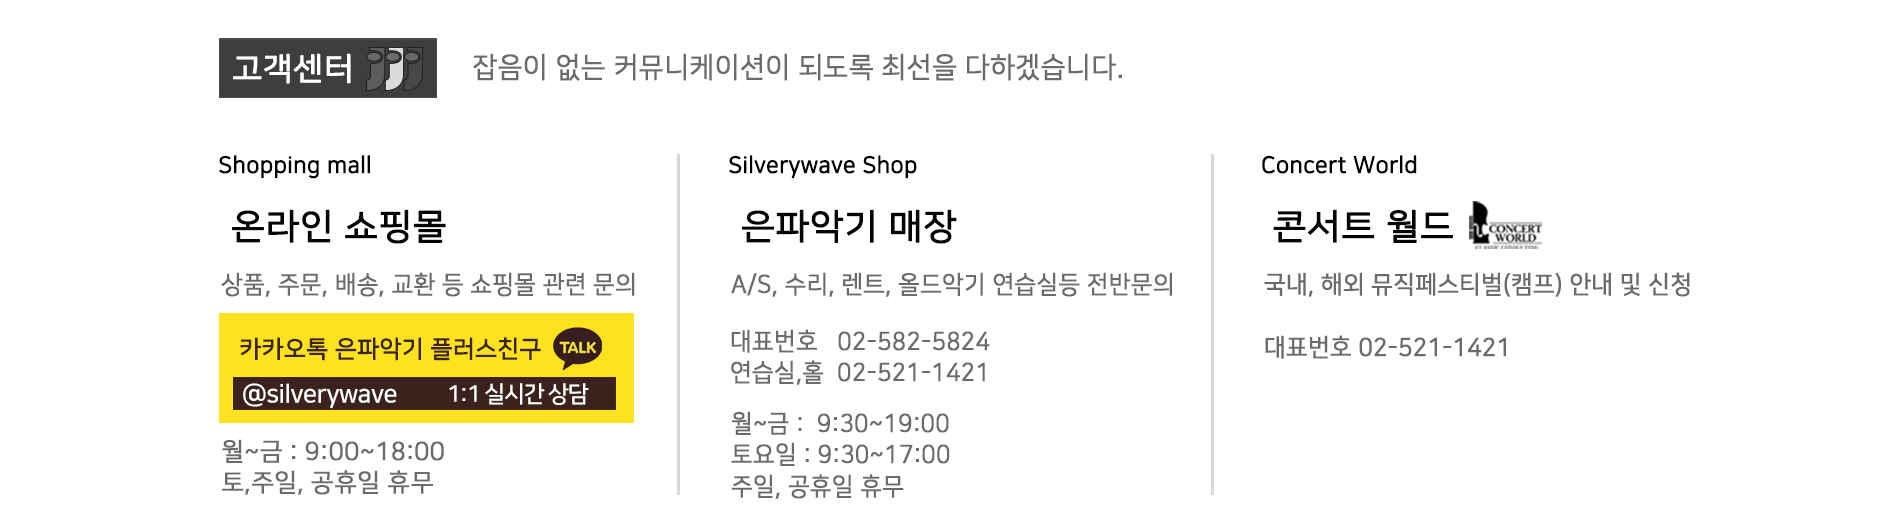 고객센터
잡음이 없는 커뮤니케이션이 되도록 최선을 다하겠습니다.
Shopping mall
온라인 쇼핑몰
상품, 주문, 배송, 교환 등 쇼핑몰 관련 문의
카카오톡 은파악기 플러스친구 TALK
@silverywave 1:1 실시간 상담
월~금 : 9:00~18:00
토,주일, 공휴일 휴무
Silverywave Shop
은파악기 매장
A/S, 수리, 렌트, 올드악기 연습실등 전반문의
대표번호 02-582-5824
연습실,홀 02-521-1421
월~금 : 9:30~19:00
토요일 : 9:30~17:00
주일, 공휴일 휴무
Concert World
콘서트 월드
CONCERT
WORLD
국내, 해외 뮤직페스티벌(캠프) 안내 및 신청
대표번호 02-521-1421